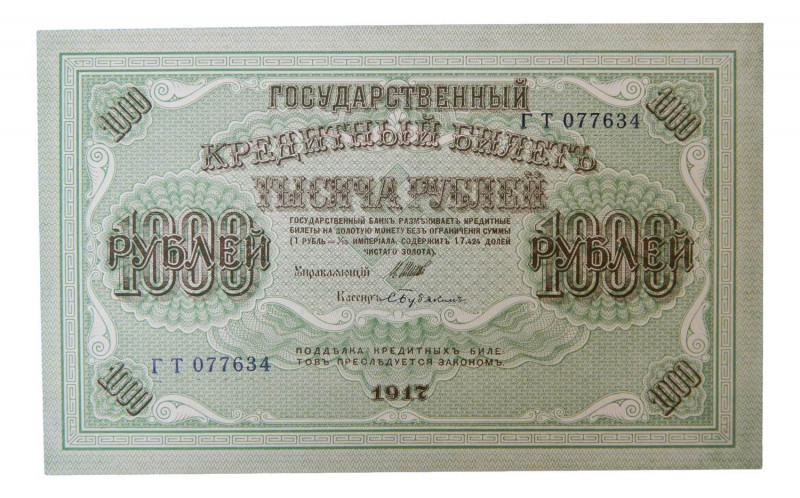 1000
ГОСУДАРСТВЕННЫЙ
1000
ГТ 077634
КРЕДИТНЫЙ БИЛЕТЪ
ТЫСЯЧА РУБЛЕЙ
ГОСУДАРСТВЕННЫЙ БАНКЪ РАЗМѢНИВАЕТЪ КРЕДИТНЫЕ
БИЛЕТЫ НА ЗОЛОТУЮ МОНЕТУ БЕЗЪ ОГРАНИЧЕНІЯ СУММЫ
(1 РУБЛЬ = 1/15 ИМПЕРІАЛА, СОДЕРЖИТЪ 17,424 ДОЛЕЙ
ЧИСТАГО ЗОЛОТА).
1000 РУБЛЕЙ
1000 РУБЛЕЙ
Управляющій
Кассиръ
ГТ 077634
ПОДДѢЛКА КРЕДИТНЫХЪ БИЛЕ-
ТОВЪ ПРЕСЛѢДУЕТСЯ ЗАКОНОМЪ.
1000
1917
1000